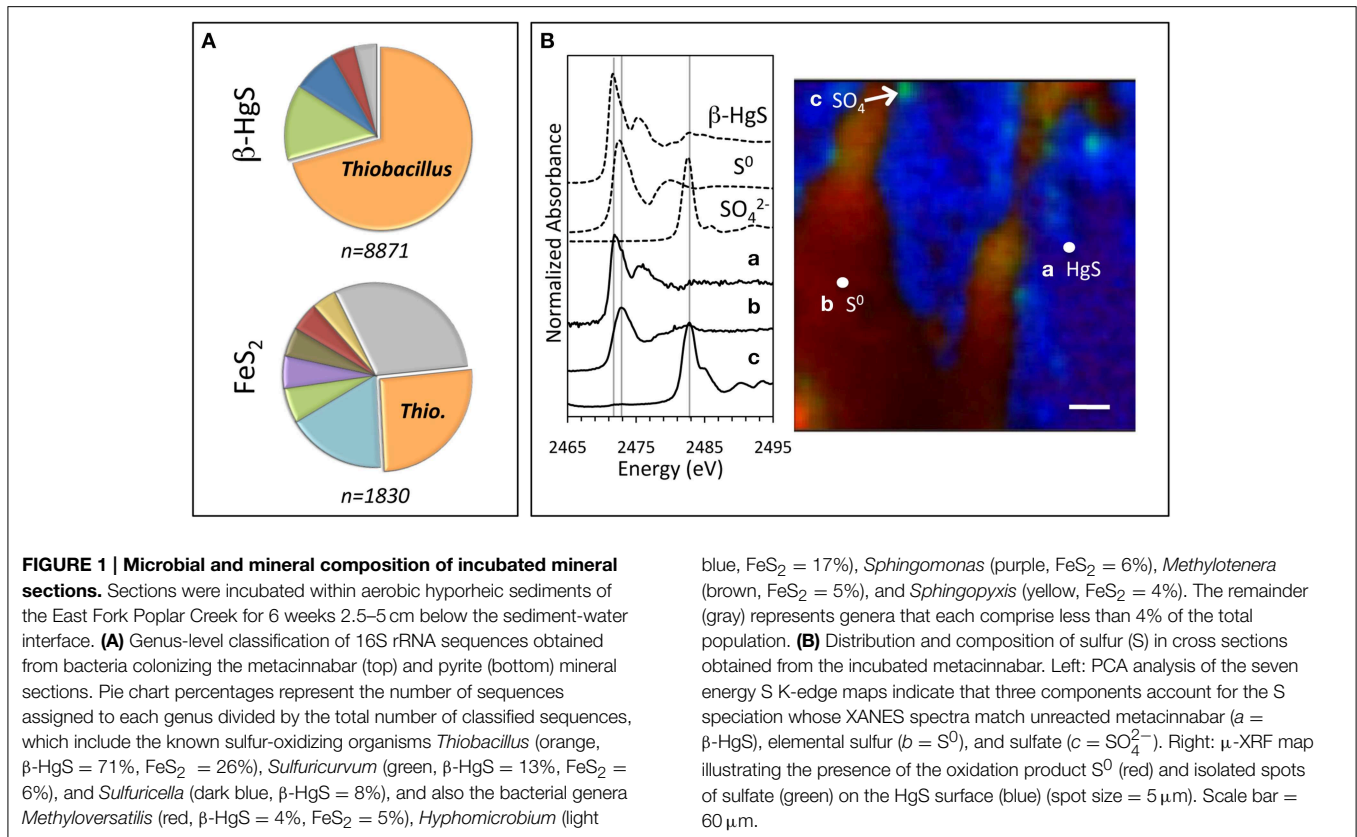 A
β-HgS
Thiobacillus
n=8871
FeS₂
Thio.
n=1830
B
Normalized Absorbance
β-HgS
S⁰
SO₄²⁻
a
b
c
2465 2475 2485 2495
Energy (eV)
c SO₄
a HgS
b S⁰
FIGURE 1 | Microbial and mineral composition of incubated mineral
sections. Sections were incubated within aerobic hyporheic sediments of
the East Fork Poplar Creek for 6 weeks 2.5–5 cm below the sediment-water
interface. (A) Genus-level classification of 16S rRNA sequences obtained
from bacteria colonizing the metacinnabar (top) and pyrite (bottom) mineral
sections. Pie chart percentages represent the number of sequences
assigned to each genus divided by the total number of classified sequences,
which include the known sulfur-oxidizing organisms Thiobacillus (orange,
β-HgS = 71%, FeS₂ = 26%), Sulfuricurvum (green, β-HgS = 13%, FeS₂ =
6%), and Sulfuricella (dark blue, β-HgS = 8%), and also the bacterial genera
Methyloversatilis (red, β-HgS = 4%, FeS₂ = 5%), Hyphomicrobium (light
blue, FeS₂ = 17%), Sphingomonas (purple, FeS₂ = 6%), Methylotenera
(brown, FeS₂ = 5%), and Sphingopyxis (yellow, FeS₂ = 4%). The remainder
(gray) represents genera that each comprise less than 4% of the total
population. (B) Distribution and composition of sulfur (S) in cross sections
obtained from the incubated metacinnabar. Left: PCA analysis of the seven
energy S K-edge maps indicate that three components account for the S
speciation whose XANES spectra match unreacted metacinnabar (a =
β-HgS), elemental sulfur (b = S⁰), and sulfate (c = SO₄²⁻). Right: μ-XRF map
illustrating the presence of the oxidation product S⁰ (red) and isolated spots
of sulfate (green) on the HgS surface (blue) (spot size = 5 μm). Scale bar =
60 μm.